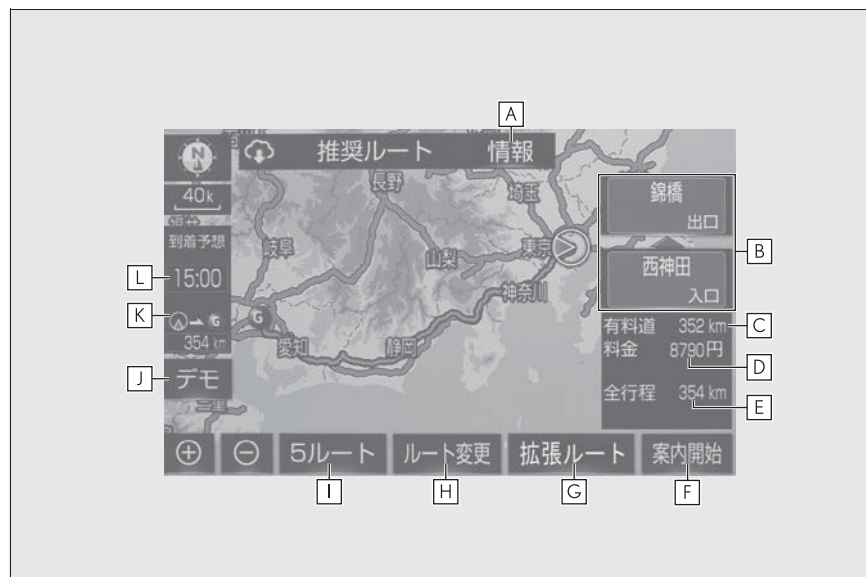 A
推奨ルート 情報
N
40k
長野
埼玉
錦橋
出口
B
到着予想
岐阜
東京
山梨
西神田
入口
L
15:00
神奈川
K
G
G
354 km
有料道 352 km
C
料金 8790円
D
愛知
静岡
J
デモ
全行程 354 km
E
三重
5ルート
ルート変更
拡張ルート
案内開始
I
H
G
F